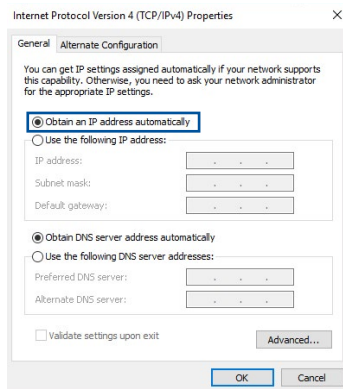 Internet Protocol Version 4 (TCP/IPv4) Properties
General
Alternate Configuration
You can get IP settings assigned automatically if your network supports
this capability. Otherwise, you need to ask your network administrator
for the appropriate IP settings.
Obtain an IP address automatically
Use the following IP address:
IP address:
Subnet mask:
Default gateway:
Obtain DNS server address automatically
Use the following DNS server addresses:
Preferred DNS server:
Alternate DNS server:
Validate settings upon exit
Advanced...
OK
Cancel